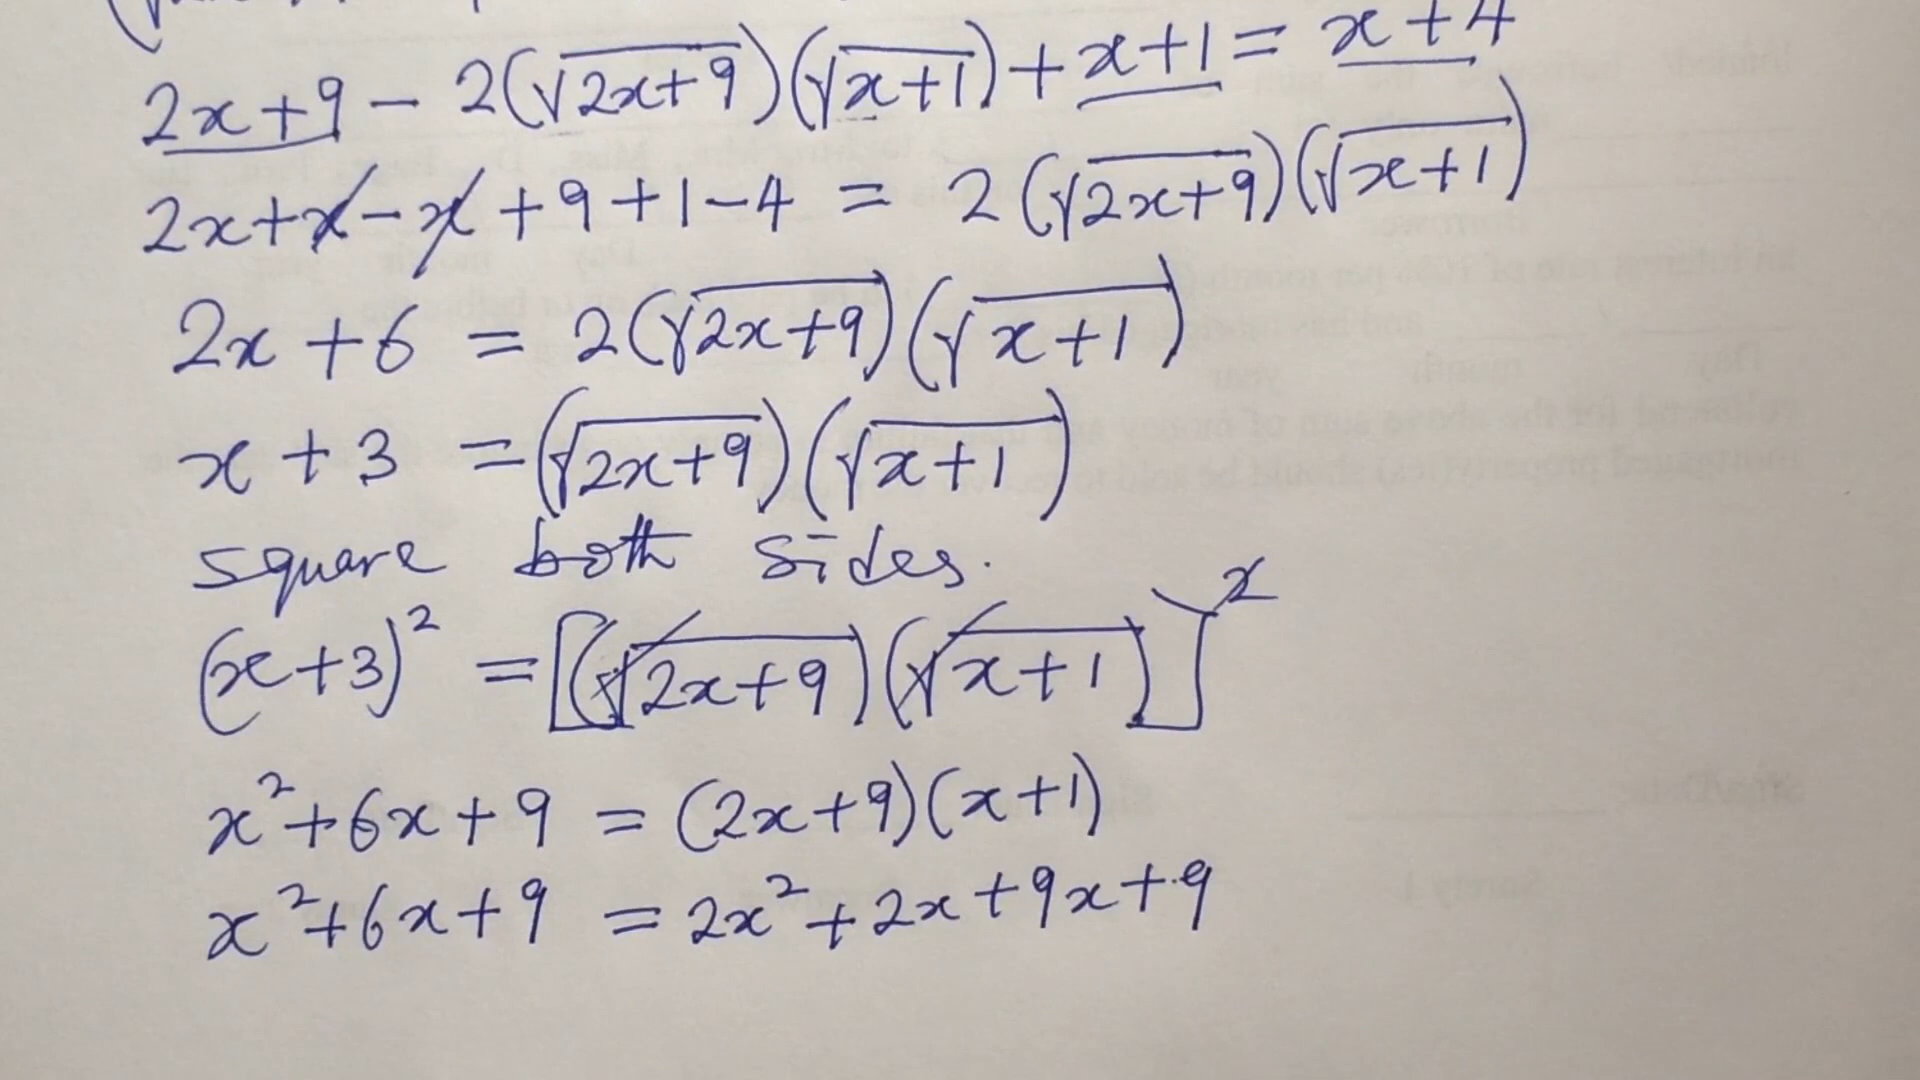 2x+9 - 2(√2x+9)(√x+1) + x+1 = x+4
2x+x-x+9+1-4 = 2(√2x+9)(√x+1)
2x+6 = 2(√2x+9)(√x+1)
x+3 = (√2x+9)(√x+1)
square both sides.
(x+3)² = [(√2x+9)(√x+1)]²
x²+6x+9 = (2x+9)(x+1)
x²+6x+9 = 2x²+2x+9x+9